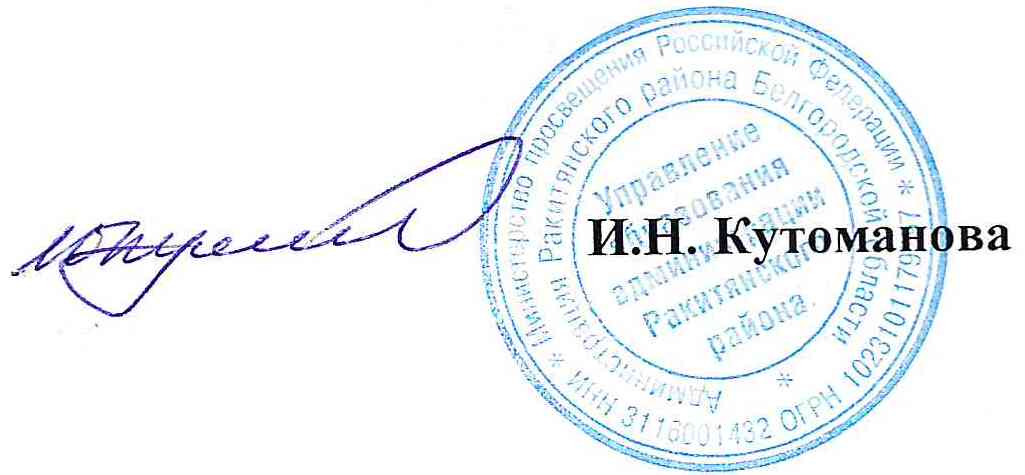 * Министерство просвещения Российской Федерации *
ИНН 3116001432 ОГРН 1023101179
Администрация Ракитянского района Белгородской области *
Управление
образования
администрации
Ракитянского
района.
И.Н. Кутоманова